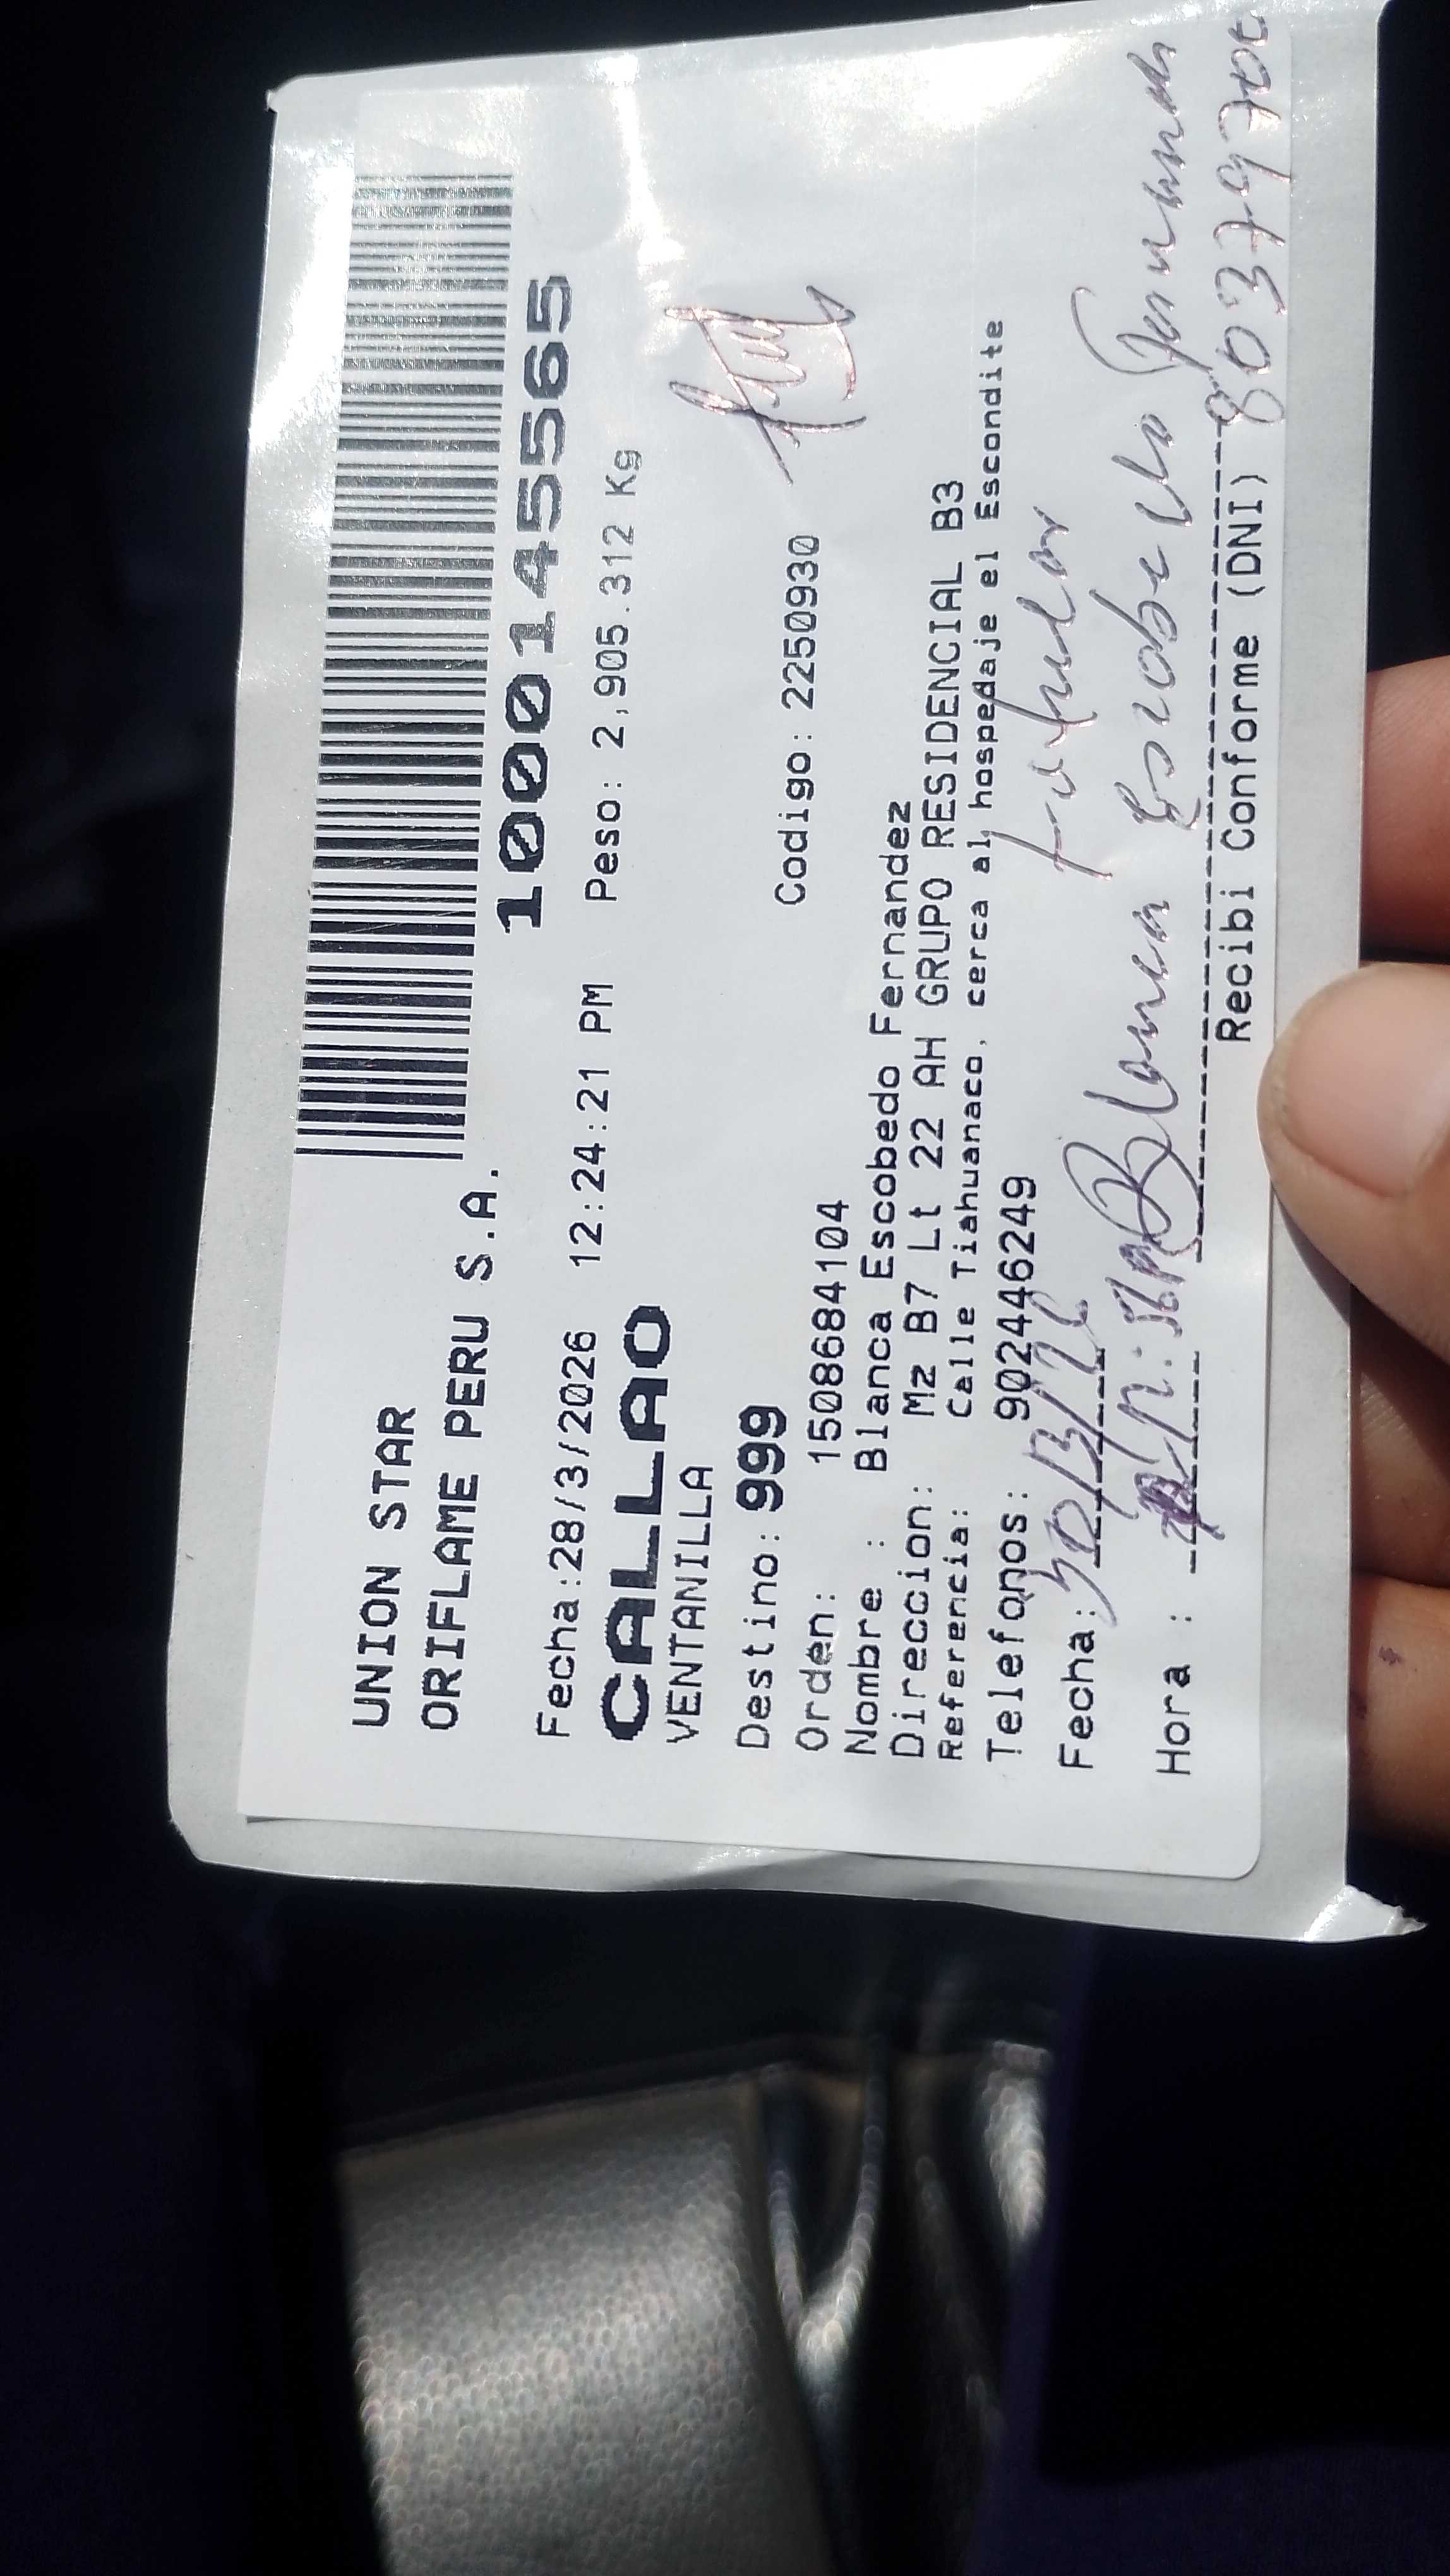 UNION STAR
ORIFLAME PERU S.A.
10001455565
Fecha:28/3/2026 12:24:21 PM Peso: 2,905.312 Kg
CALLAO
VENTANILLA
Destino: 999 Codigo: 2250930
Orden: 1508684104
Nombre : Blanca Escobedo Fernandez
Direccion: Mz B7 Lt 22 AH GRUPO RESIDENCIAL B3
Referencia: Calle Tiahuanaco, cerca al hospedaje el Escondite
Telefonos: 902446249
titular
Fecha:
Blanca Escobedo Fernandez
Hora :
Recibi Conforme (DNI)